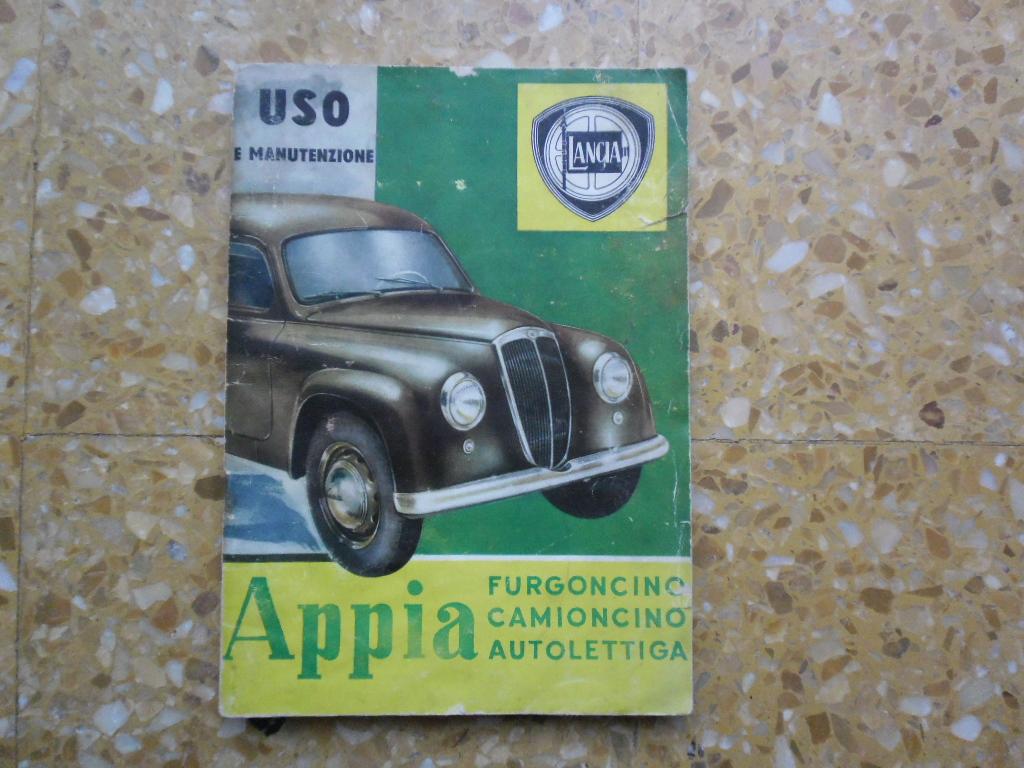 USO
E MANUTENZIONE
LANCIA
Appia
FURGONCINO
CAMIONCINO
AUTOLETTIGA